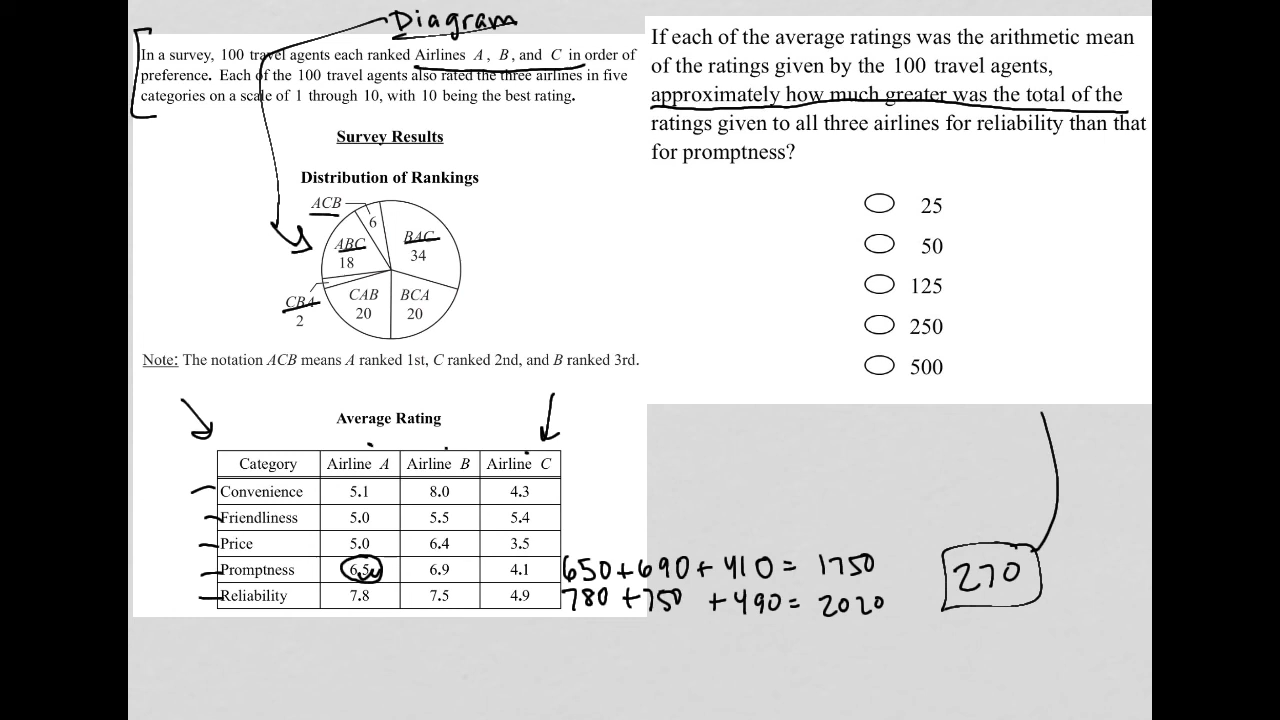 Diagram
In a survey, 100 travel agents each ranked Airlines A, B, and C in order of
preference. Each of the 100 travel agents also rated the three airlines in five
categories on a scale of 1 through 10, with 10 being the best rating.
Survey Results
Distribution of Rankings
ACB
6
BAC
34
ABC
18
CBA
2
CAB
20
BCA
20
Note: The notation ACB means A ranked 1st, C ranked 2nd, and B ranked 3rd.
Average Rating
Category Airline A Airline B Airline C
Convenience 5.1 8.0 4.3
Friendliness 5.0 5.5 5.4
Price 5.0 6.4 3.5
Promptness 6.5 6.9 4.1 650+690+410=1750
Reliability 7.8 7.5 4.9 780+750+490=2020
If each of the average ratings was the arithmetic mean
of the ratings given by the 100 travel agents,
approximately how much greater was the total of the
ratings given to all three airlines for reliability than that
for promptness?
25
50
125
250
500
270